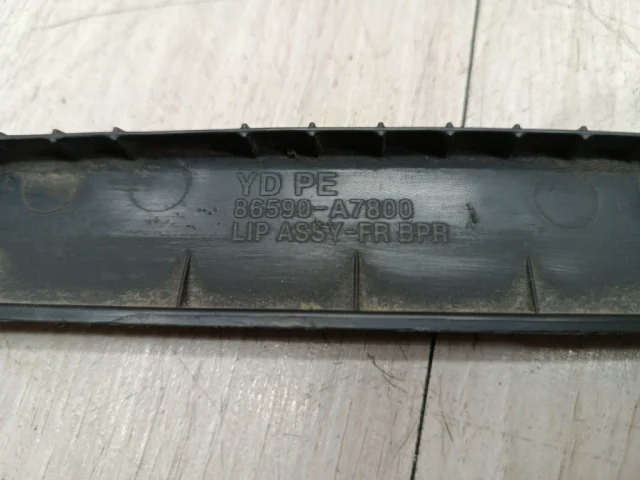 YD PE
86590-A7800
LIP ASSY-FR BPR